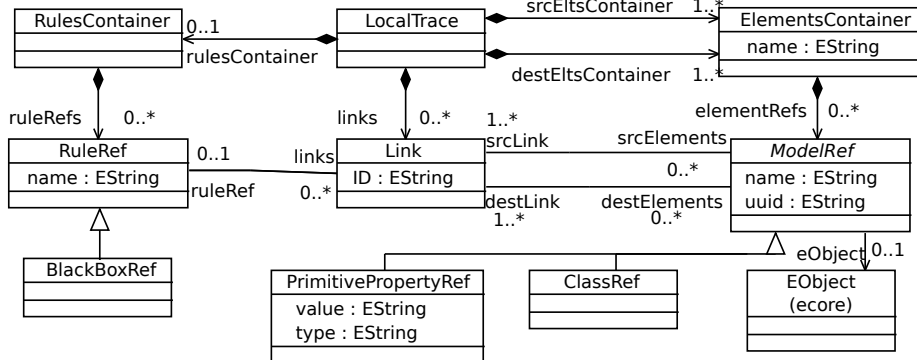 RulesContainer
0..1
rulesContainer
LocalTrace
srcEltsContainer
1..*
destEltsContainer
1..*
ElementsContainer
name : EString
ruleRefs
0..*
links
0..*
elementRefs
0..*
RuleRef
name : EString
0..1
ruleRef
links
0..*
Link
ID : EString
1..*
srcLink
srcElements
0..*
destLink
1..*
destElements
0..*
ModelRef
name : EString
uuid : EString
BlackBoxRef
PrimitivePropertyRef
value : EString
type : EString
ClassRef
eObject
0..1
EObject
(ecore)